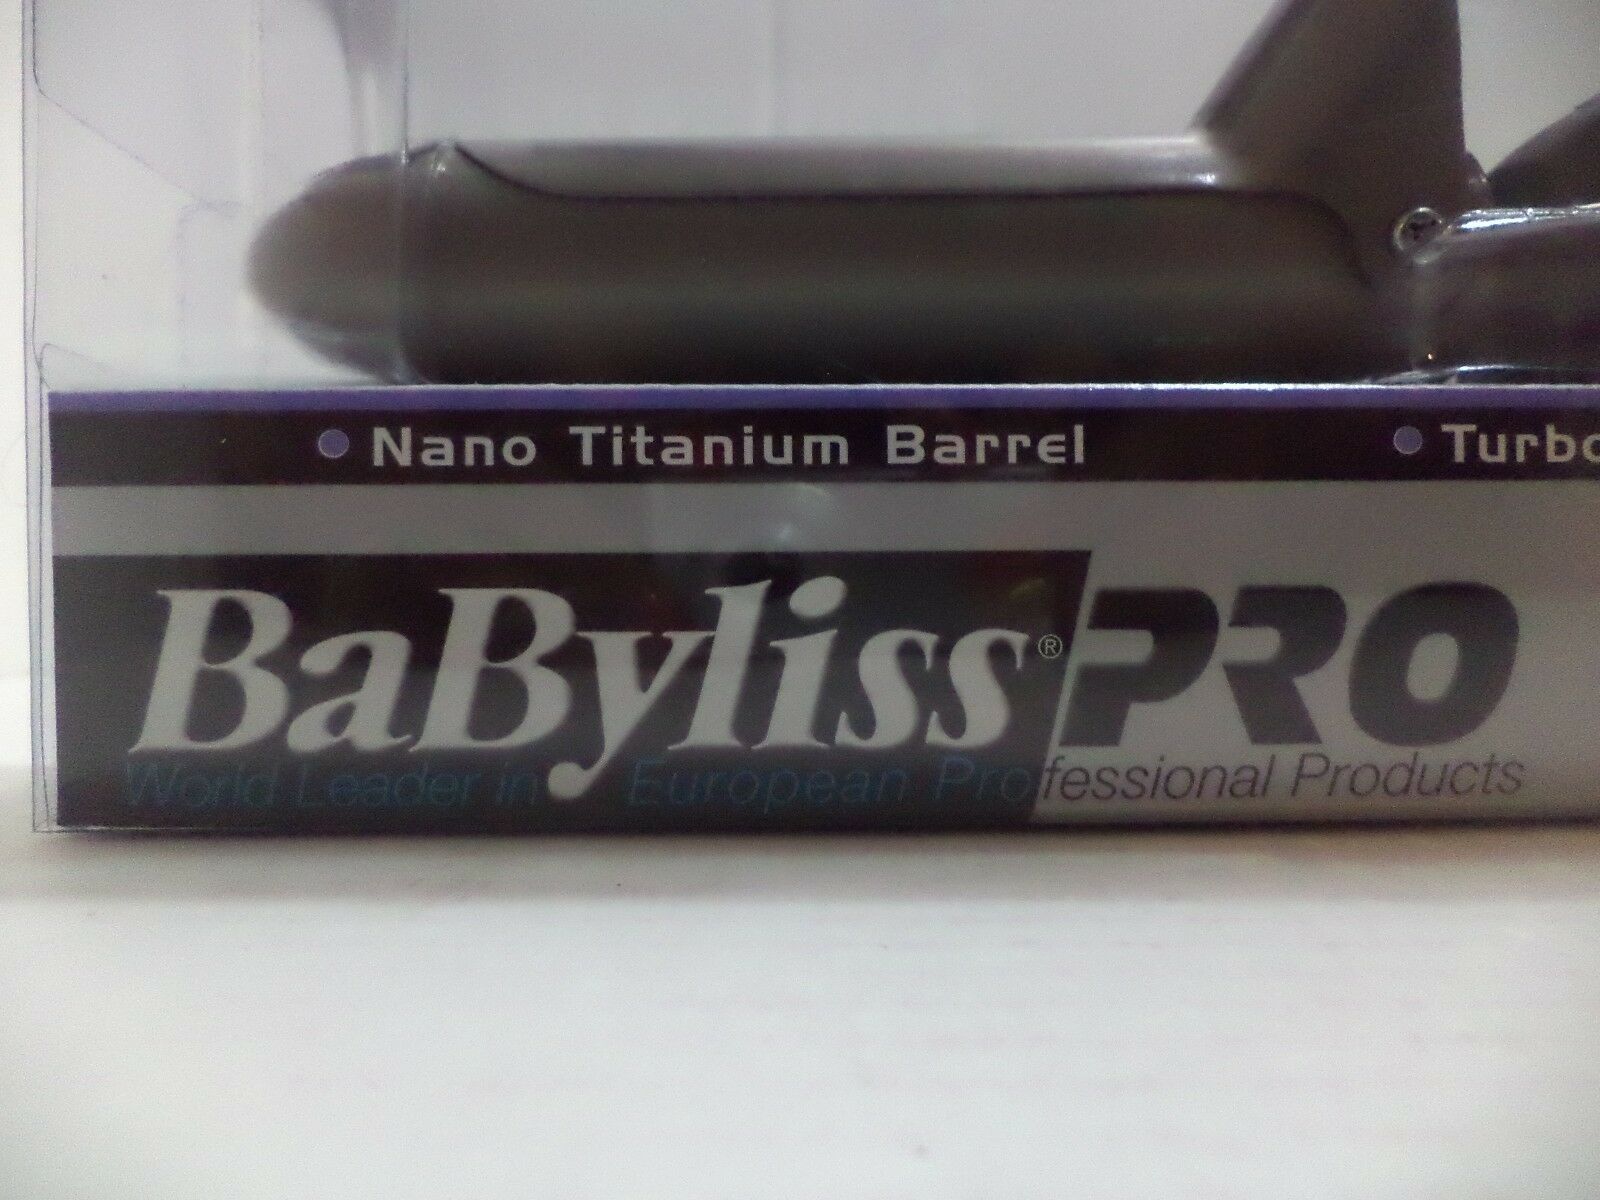 Nano Titanium Barrel Turbo
BaByliss® PRO
World Leader in European Professional Products